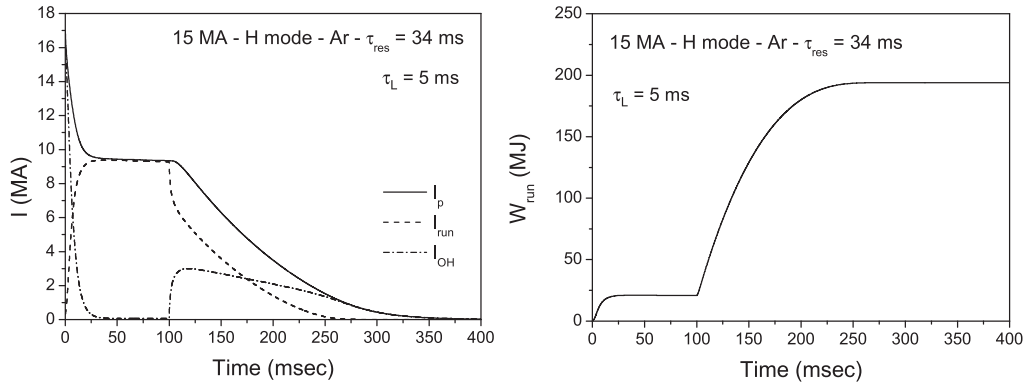 18
16
14
12
10
8
6
4
2
0
I (MA)
15 MA - H mode - Ar - τres = 34 ms
τL = 5 ms
Ip
Irun
IOH
0 50 100 150 200 250 300 350 400
Time (msec)
250
200
150
100
50
0
Wrun (MJ)
15 MA - H mode - Ar - τres = 34 ms
τL = 5 ms
0 50 100 150 200 250 300 350 400
Time (msec)